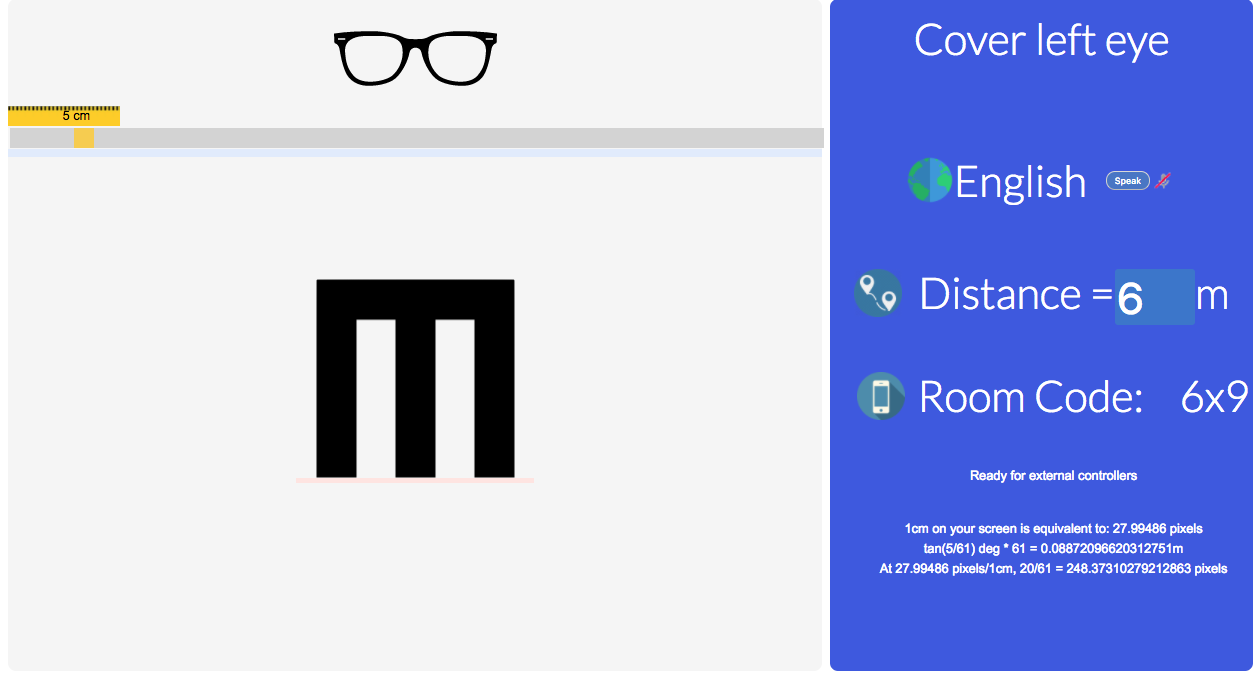 5 cm
Cover left eye
English
Speak
Distance =6 m
Room Code: 6x9
Ready for external controllers
1cm on your screen is equivalent to: 27.99486 pixels
tan(5/61) deg * 61 = 0.08872096620312751m
At 27.99486 pixels/1cm, 20/61 = 248.37310279212863 pixels